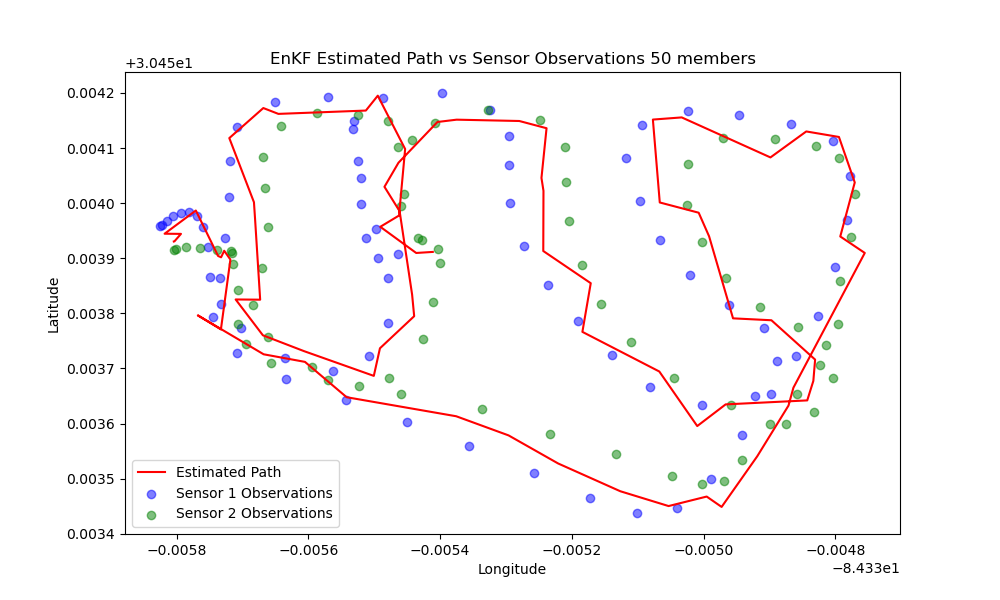 EnKF Estimated Path vs Sensor Observations 50 members
+3.045e1
0.0042
0.0041
0.0040
0.0039
0.0038
0.0037
0.0036
0.0035
0.0034
Latitude
Estimated Path
Sensor 1 Observations
Sensor 2 Observations
−0.0058 −0.0056 −0.0054 −0.0052 −0.0050 −0.0048
Longitude
−8.433e1